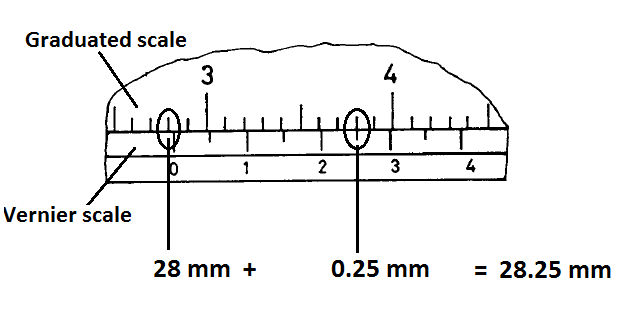 Graduated scale
3 4
0 1 2 3 4
Vernier scale
28 mm + 0.25 mm = 28.25 mm